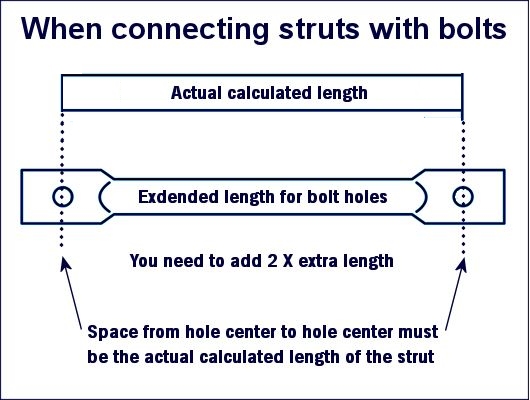 When connecting struts with bolts
Actual calculated length
Exdended length for bolt holes
You need to add 2 X extra length
Space from hole center to hole center must
be the actual calculated length of the strut